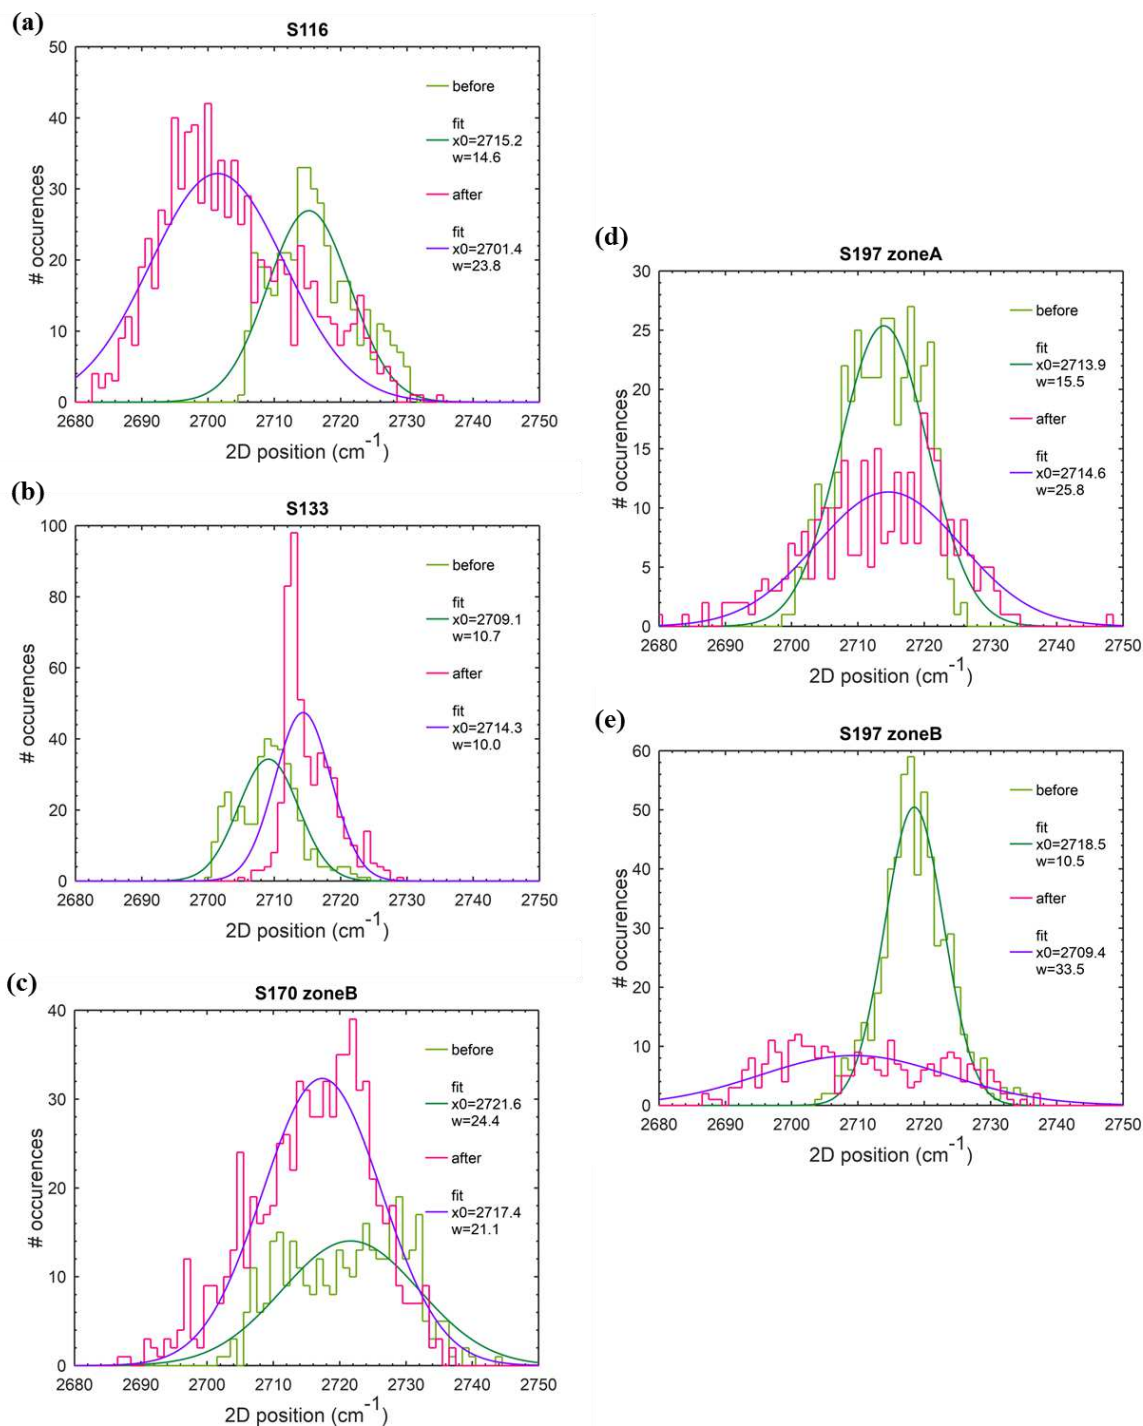 (a)
S116
50
40
30
20
10
0
# occurences
before
fit
x0=2715.2
w=14.6
after
fit
x0=2701.4
w=23.8
2680 2690 2700 2710 2720 2730 2740 2750
2D position (cm-1)
(b)
S133
100
80
60
40
20
0
# occurences
before
fit
x0=2709.1
w=10.7
after
fit
x0=2714.3
w=10.0
2680 2690 2700 2710 2720 2730 2740 2750
2D position (cm-1)
(c)
S170 zoneB
40
30
20
10
0
# occurences
before
fit
x0=2721.6
w=24.4
after
fit
x0=2717.4
w=21.1
2680 2690 2700 2710 2720 2730 2740 2750
2D position (cm-1)
(d)
S197 zoneA
30
25
20
15
10
5
0
# occurences
before
fit
x0=2713.9
w=15.5
after
fit
x0=2714.6
w=25.8
2680 2690 2700 2710 2720 2730 2740 2750
2D position (cm-1)
(e)
S197 zoneB
60
50
40
30
20
10
0
# occurences
before
fit
x0=2718.5
w=10.5
after
fit
x0=2709.4
w=33.5
2680 2690 2700 2710 2720 2730 2740 2750
2D position (cm-1)